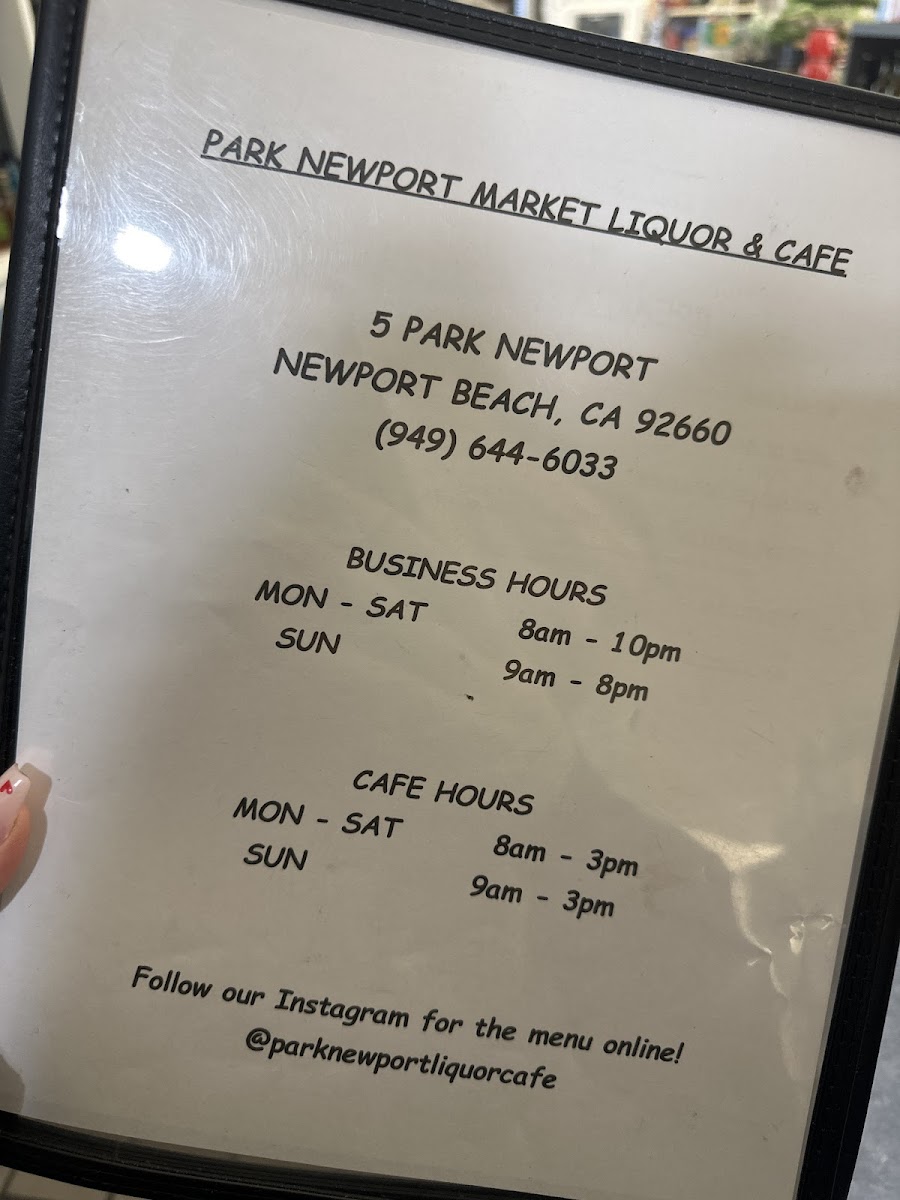 PARK NEWPORT MARKET LIQUOR & CAFE
5 PARK NEWPORT
NEWPORT BEACH, CA 92660
(949) 644-6033
BUSINESS HOURS
MON - SAT 8am - 10pm
SUN 9am - 8pm
CAFE HOURS
MON - SAT 8am - 3pm
SUN 9am - 3pm
Follow our Instagram for the menu online!
@parknewportliquorcafe